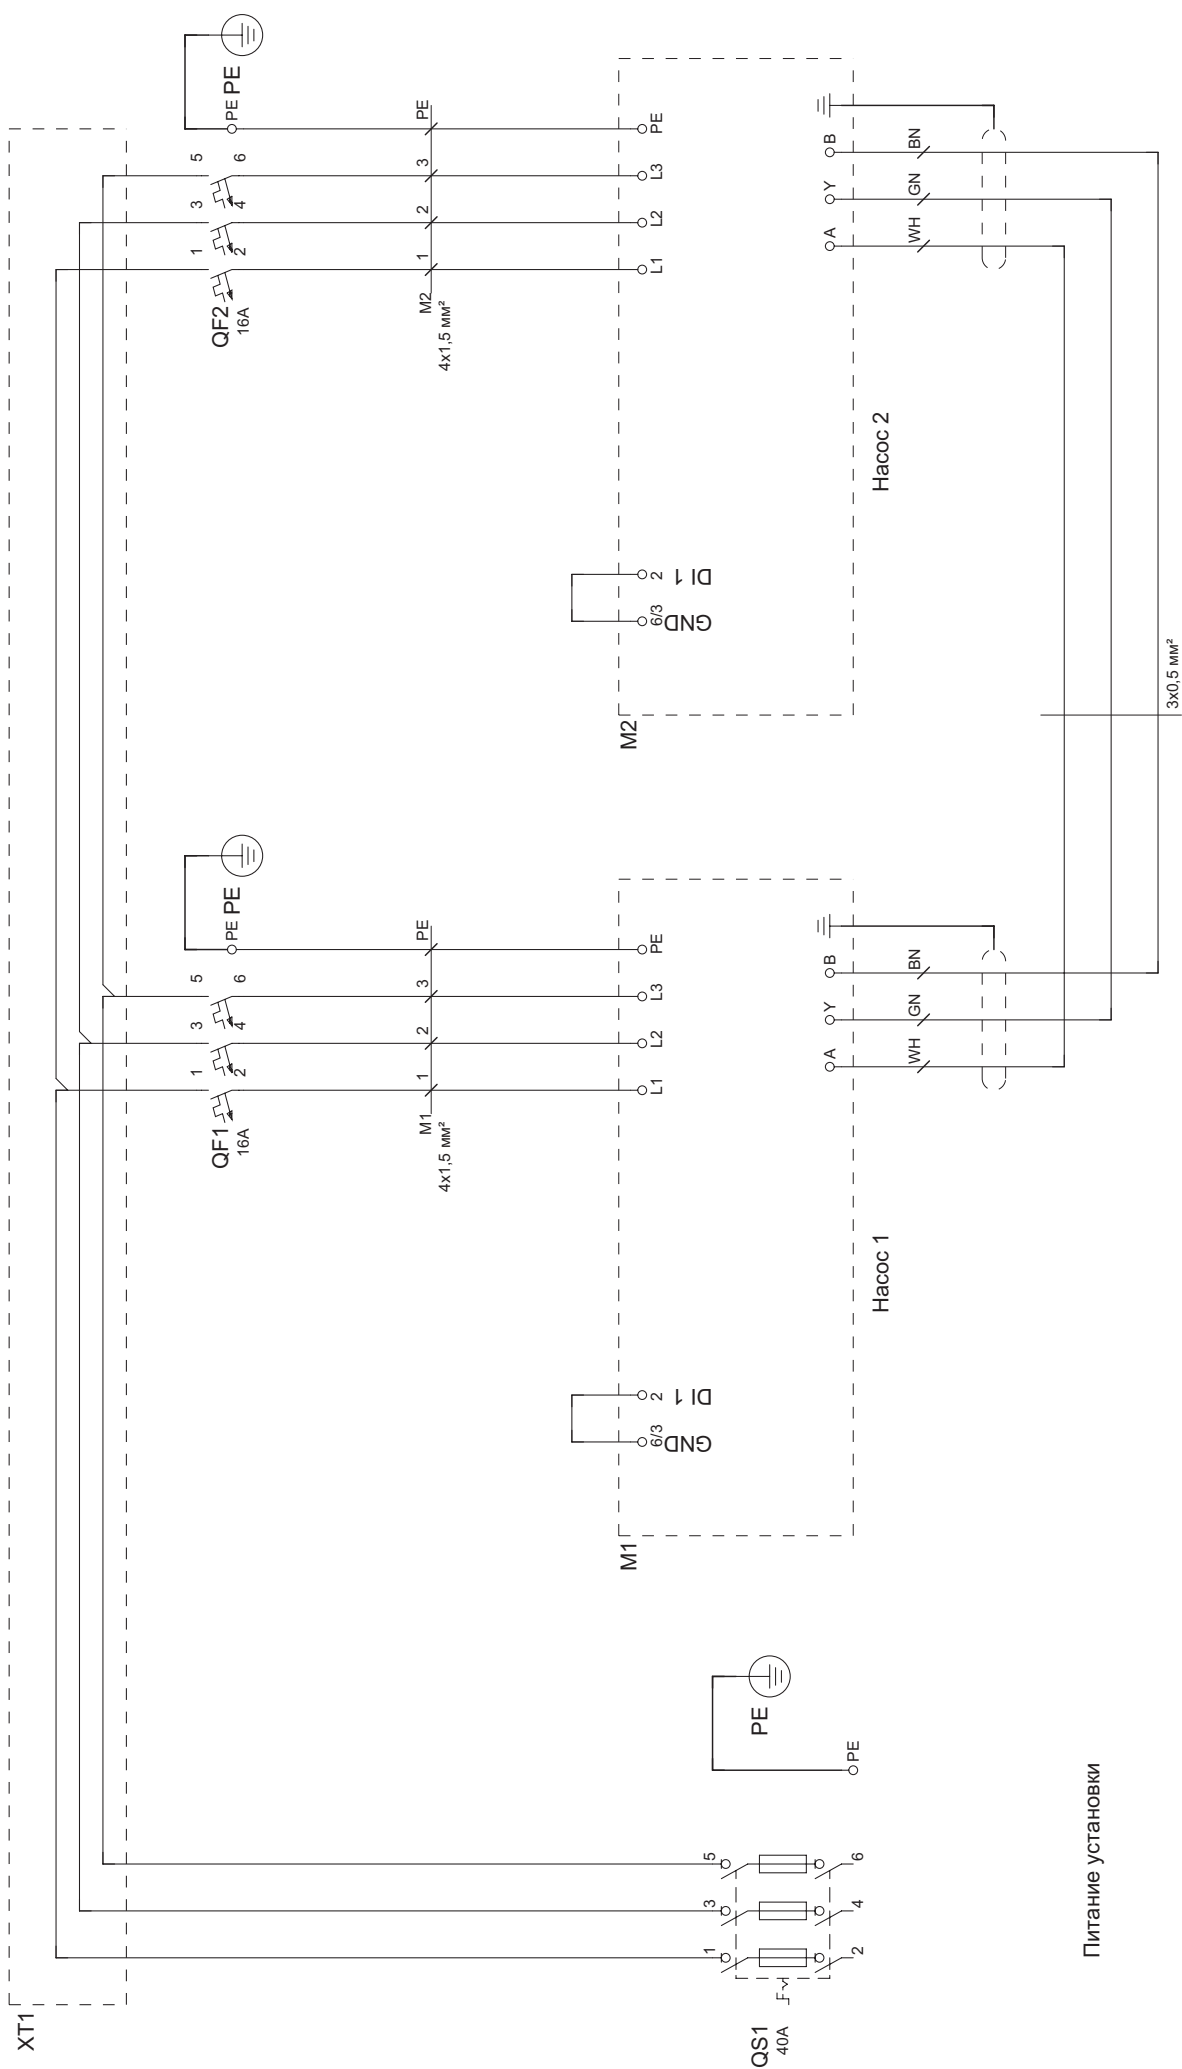 XT1
1 3 5
QF1
16A
2 4 6
PE PE
1 3 5
QF2
16A
2 4 6
PE PE
M1 1 2 3 PE
4x1,5 мм²
M2 1 2 3 PE
4x1,5 мм²
M1
6/3 2
GND DI 1
L1 L2 L3 PE
A Y B
WH GN BN
Насос 1
M2
6/3 2
GND DI 1
L1 L2 L3 PE
A Y B
WH GN BN
Насос 2
1 3 5
QS1
40A
2 4 6
PE
PE
Питание установки
3x0,5 мм²